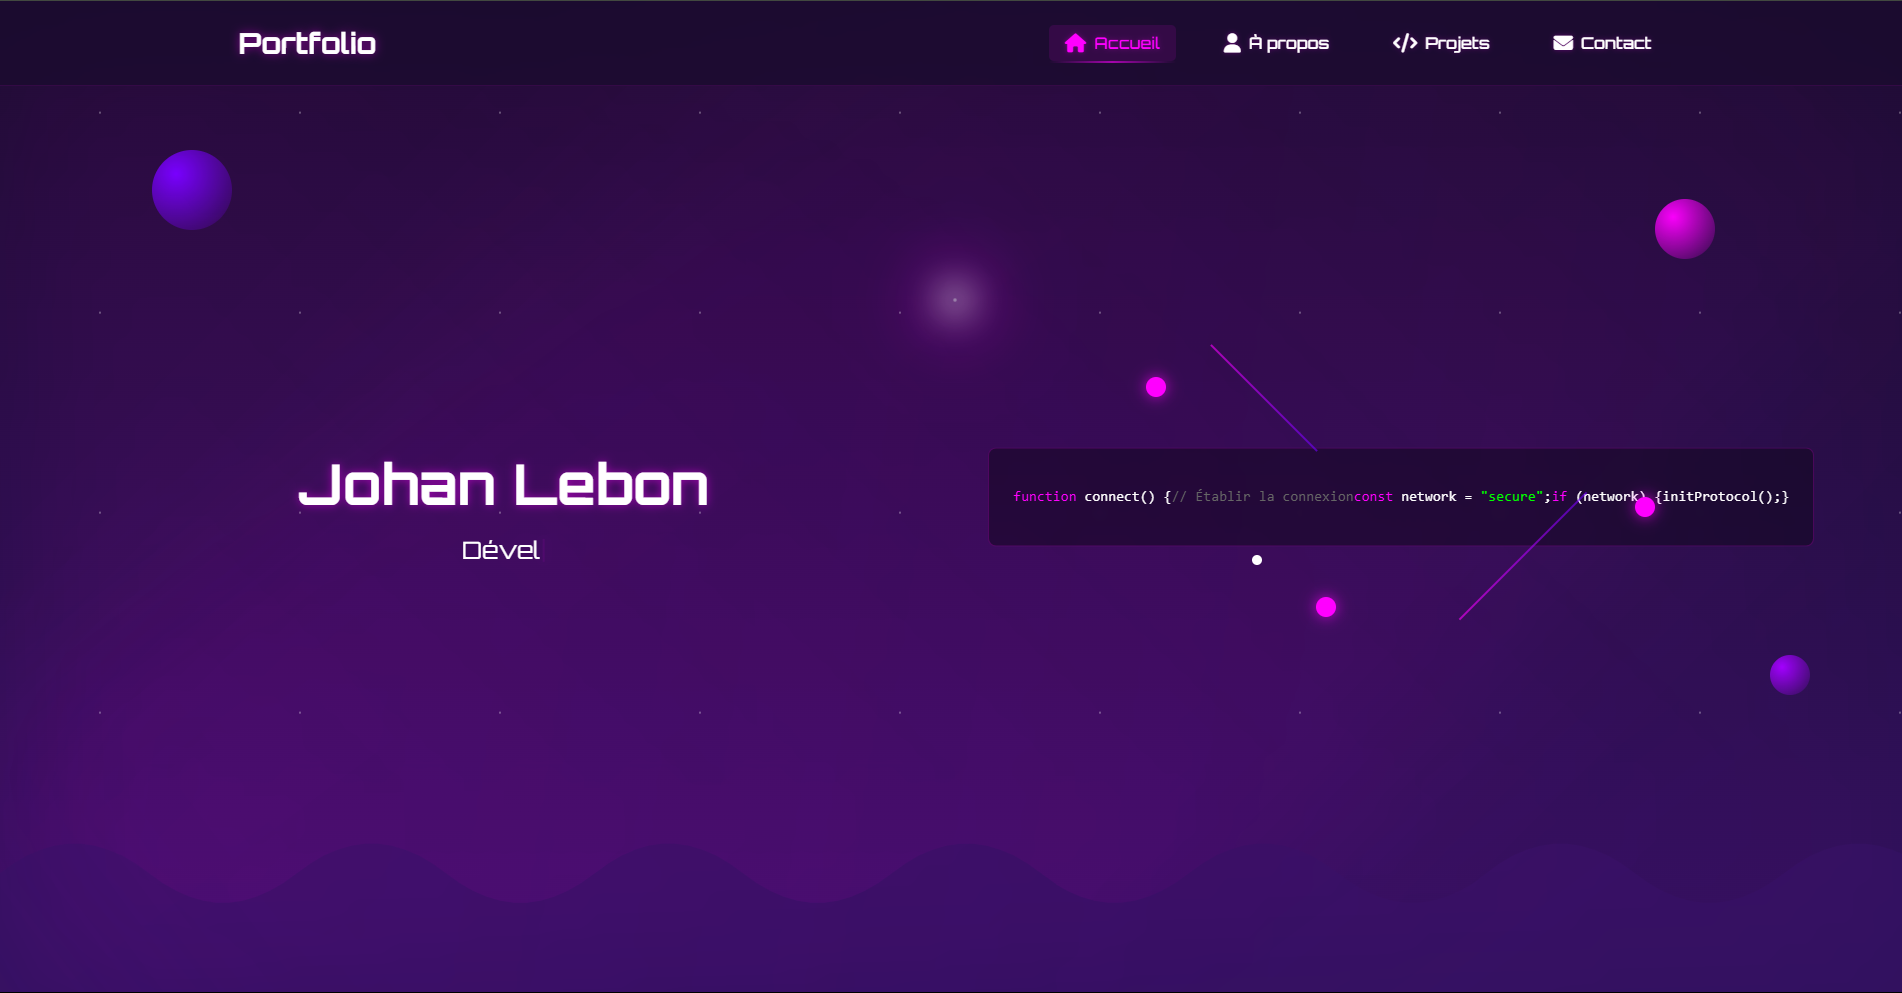 Portfolio
Accueil
À propos
Projets
Contact
Johan Lebon
Dével
function connect() {// Établir la connexionconst network = "secure";if (network) {initProtocol();}